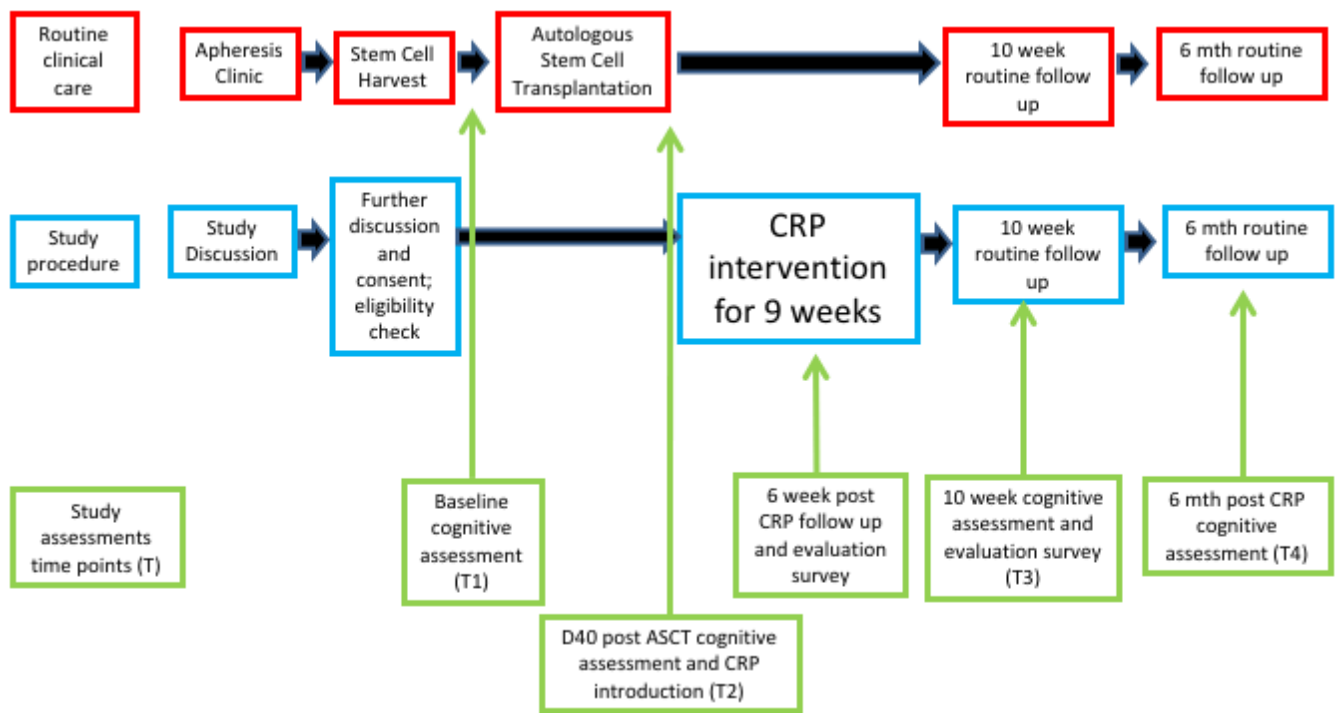 Routine
clinical
care
Apheresis
Clinic
Stem Cell
Harvest
Autologous
Stem Cell
Transplantation
10 week
routine follow
up
6 mth routine
follow up
Study
procedure
Study
Discussion
Further
discussion
and
consent;
eligibility
check
CRP
intervention
for 9 weeks
10 week
routine follow
up
6 mth routine
follow up
Study
assessments
time points (T)
Baseline
cognitive
assessment
(T1)
D40 post ASCT cognitive
assessment and CRP
introduction (T2)
6 week post
CRP follow up
and evaluation
survey
10 week cognitive
assessment and
evaluation survey
(T3)
6 mth post CRP
cognitive
assessment (T4)